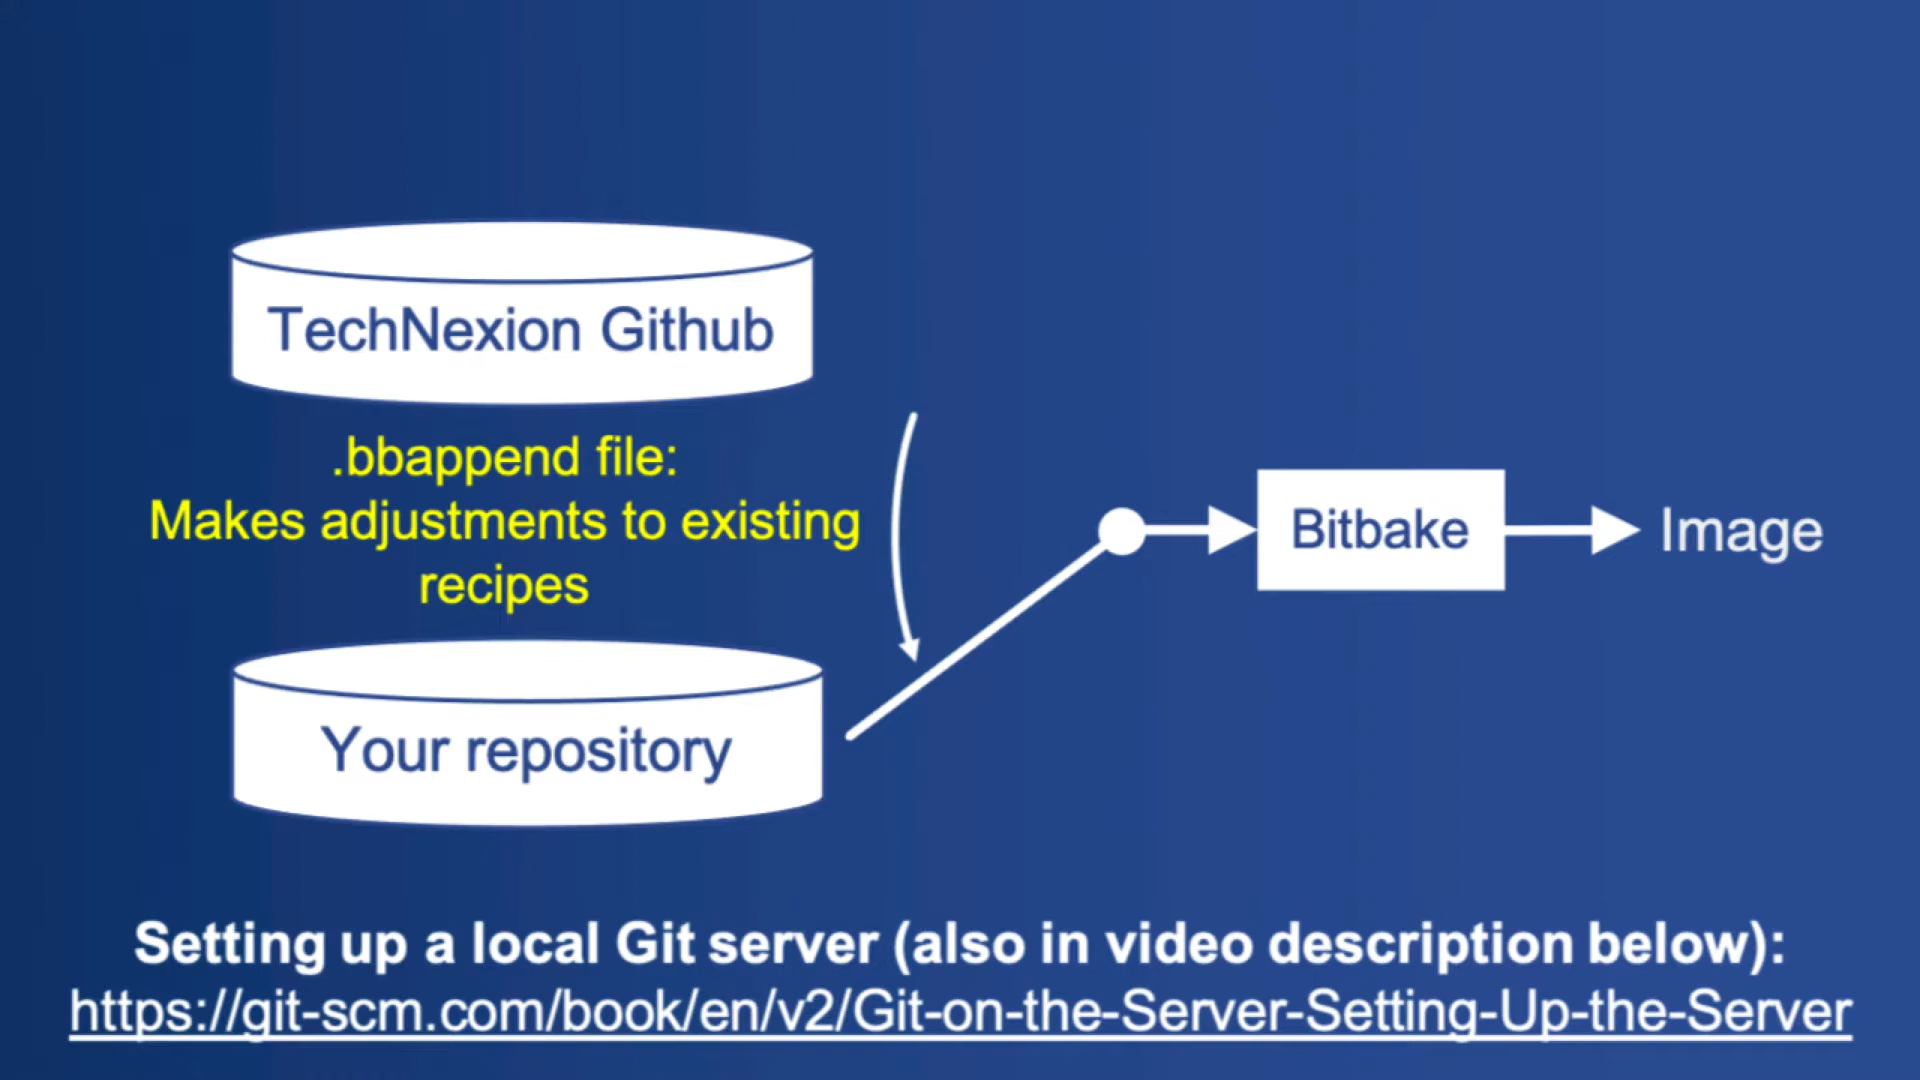 TechNexion Github
.bbappend file:
Makes adjustments to existing
recipes
Bitbake
Image
Your repository
Setting up a local Git server (also in video description below):
https://git-scm.com/book/en/v2/Git-on-the-Server-Setting-Up-the-Server